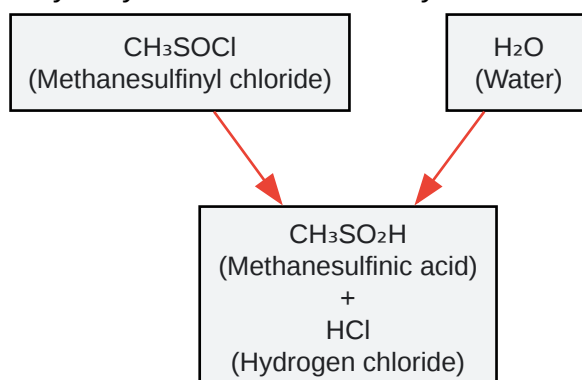 CH₃SOCl
(Methanesulfinyl chloride)
H₂O
(Water)
CH₃SO₂H
(Methanesulfinic acid)
+
HCl
(Hydrogen chloride)